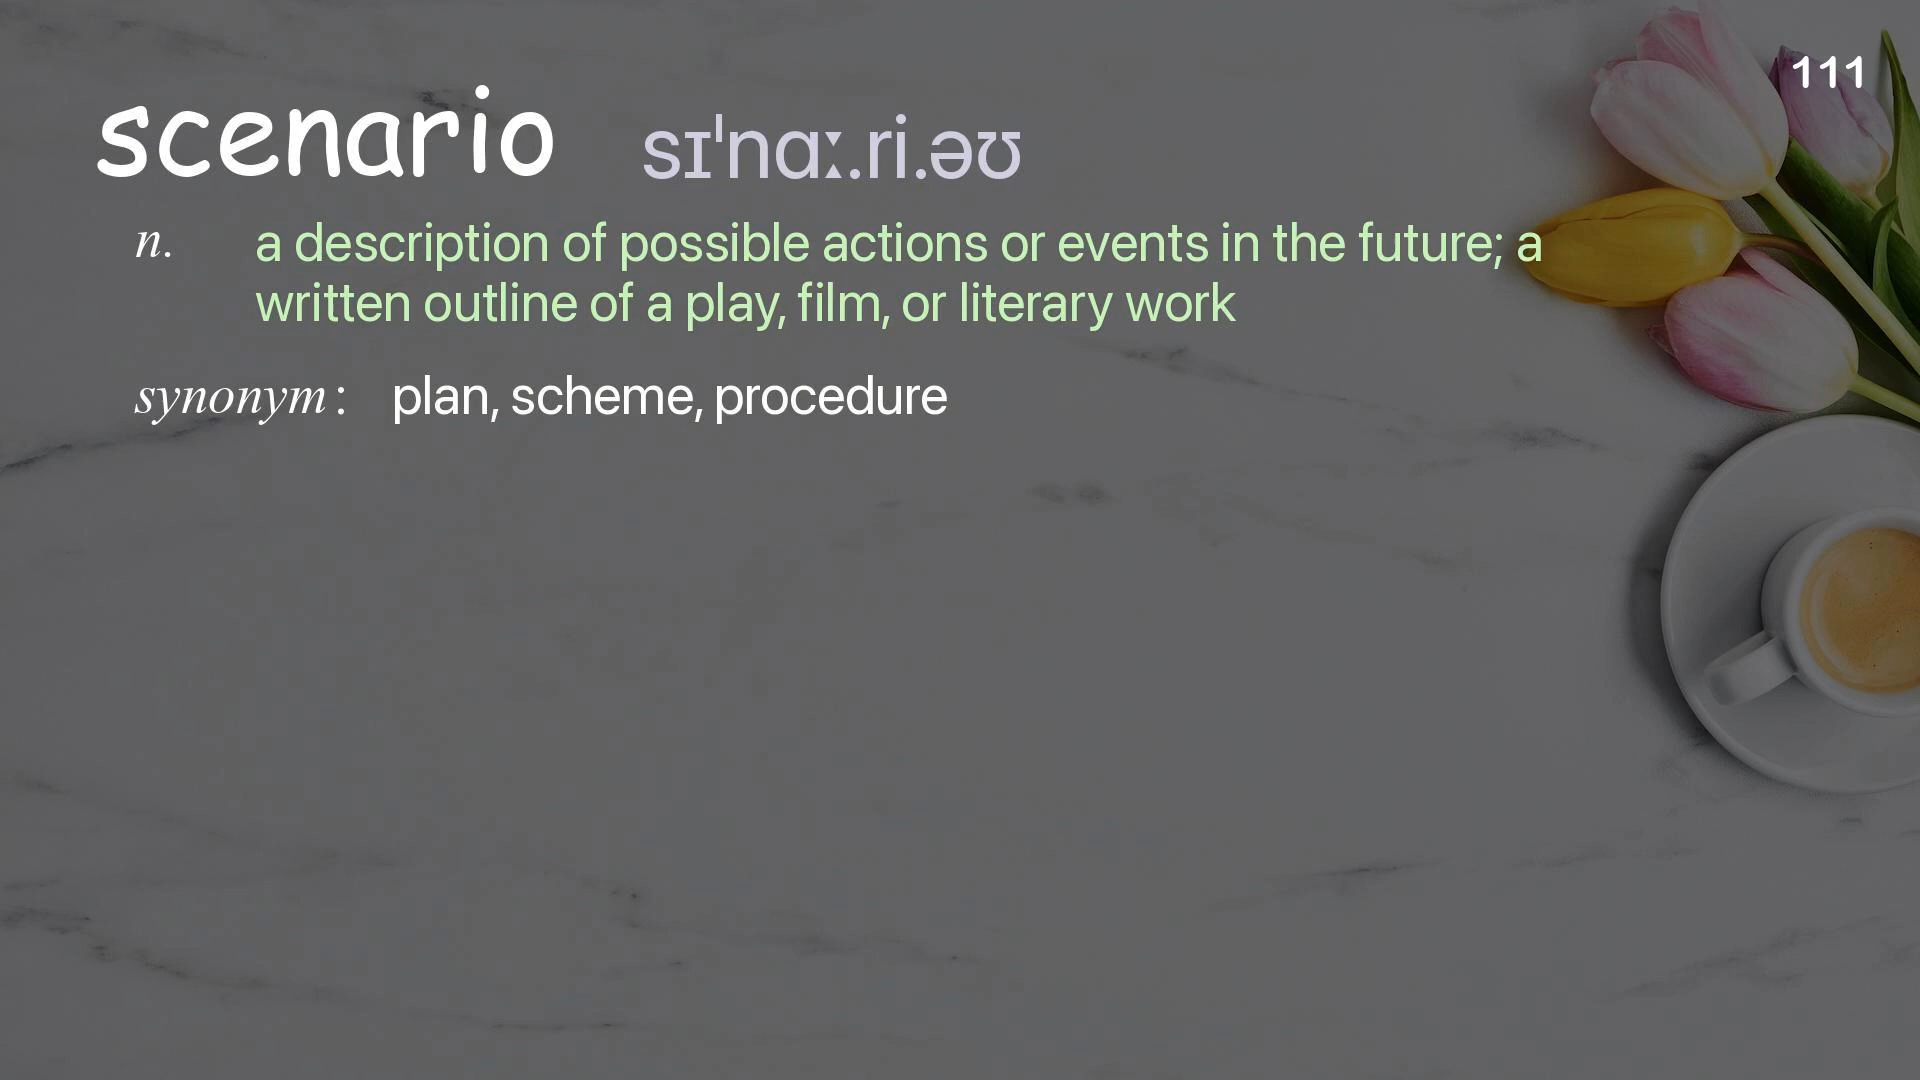 111
scenario sɪˈnɑː.ri.əʊ
n. a description of possible actions or events in the future; a
written outline of a play, film, or literary work
synonym: plan, scheme, procedure